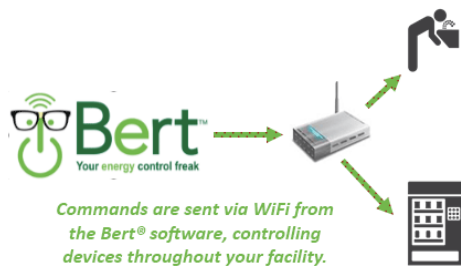 Bert™
Your energy control freak
Commands are sent via WiFi from
the Bert® software, controlling
devices throughout your facility.